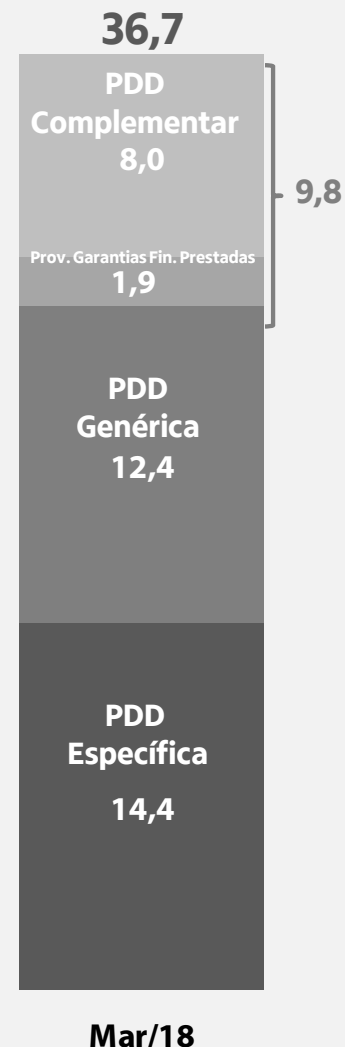 36,7
PDD
Complementar
8,0
9,8
Prov. Garantias Fin. Prestadas
1,9
PDD
Genérica
12,4
PDD
Específica
14,4
Mar/18